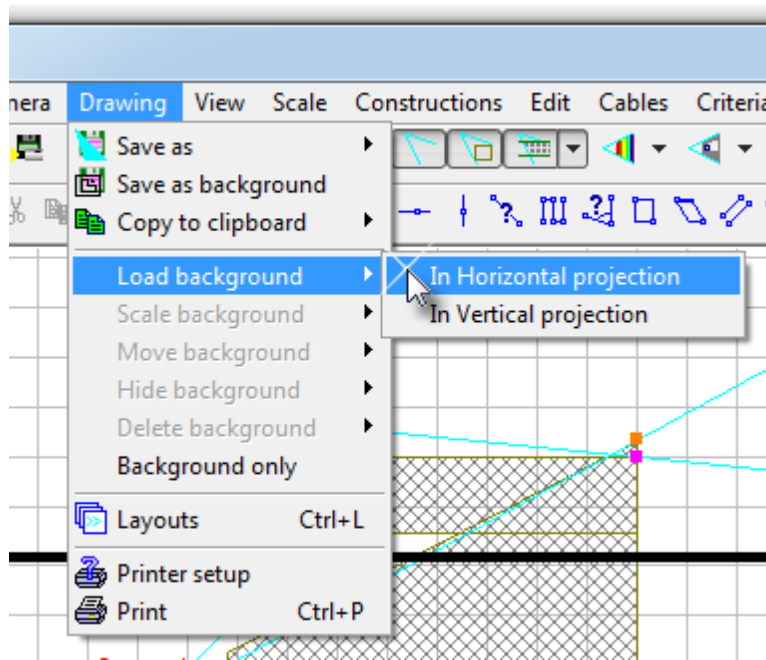 Drawing View Scale Constructions Edit Cables
Save as
Save as background
Copy to clipboard
Load background
In Horizontal projection
In Vertical projection
Scale background
Move background
Hide background
Delete background
Background only
Layouts Ctrl+L
Printer setup
Print Ctrl+P